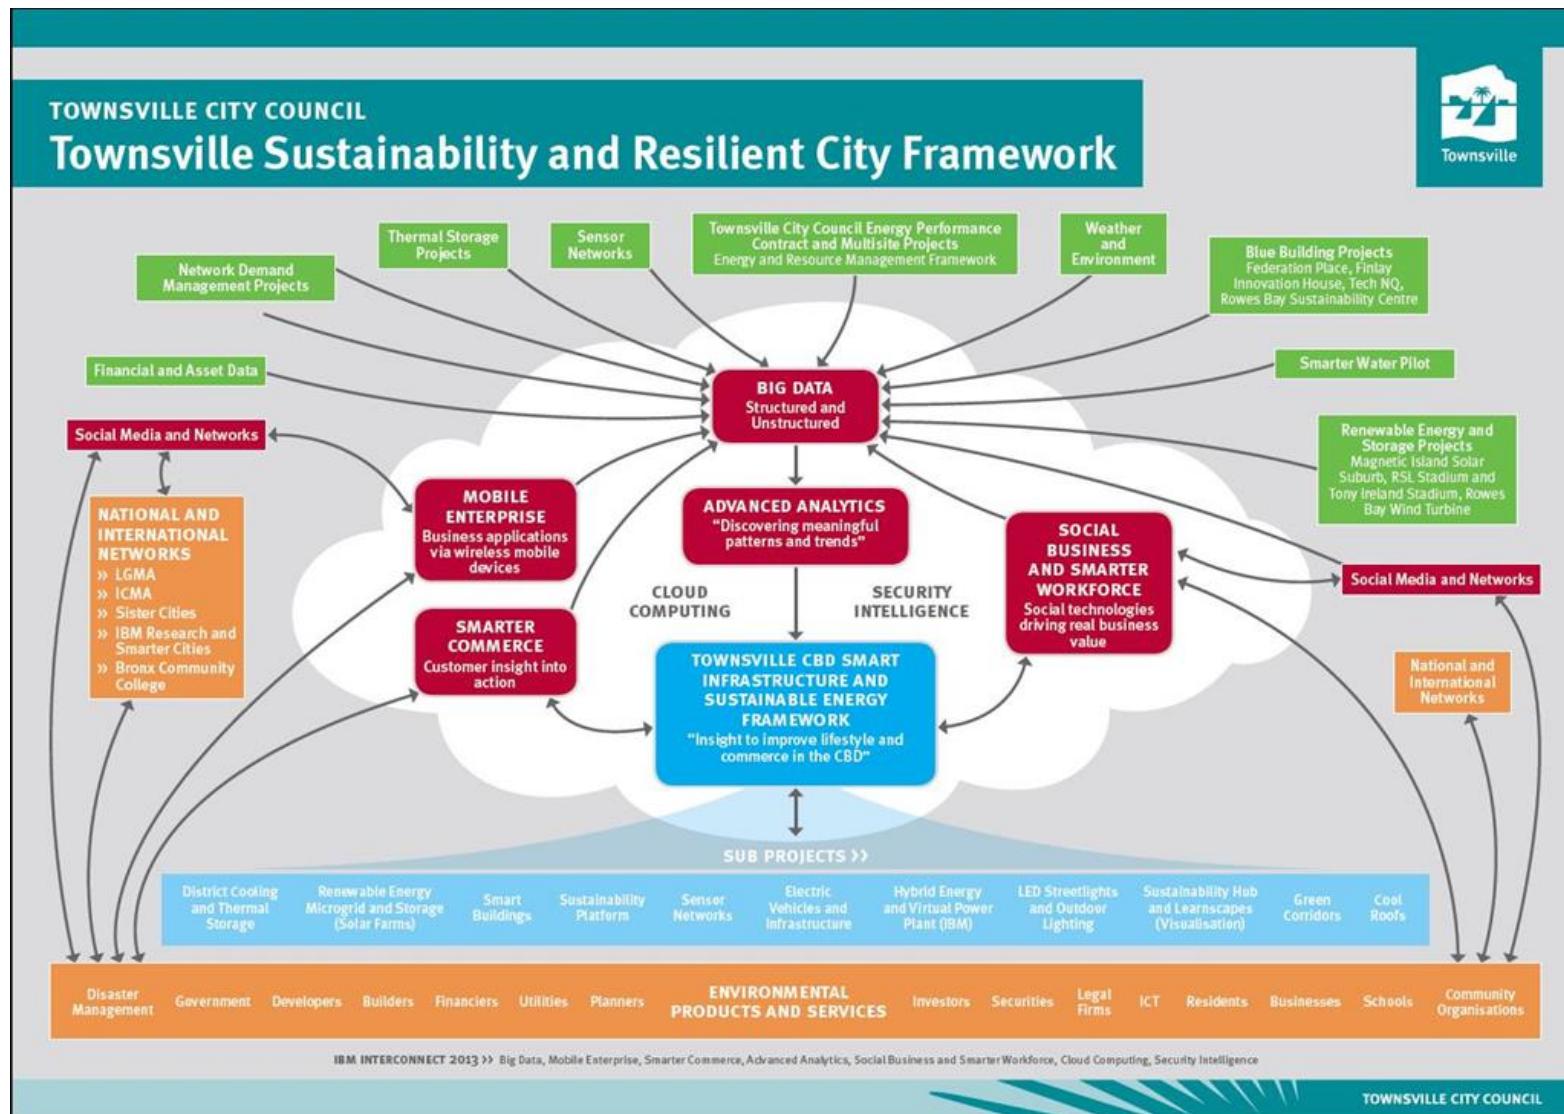 TOWNSVILLE CITY COUNCIL
Townsville Sustainability and Resilient City Framework
Townsville
Network Demand
Management Projects
Thermal Storage
Projects
Sensor
Networks
Townsville City Council Energy Performance
Contract and Multisite Projects
Energy and Resource Management Framework
Weather
and
Environment
Blue Building Projects
Federation Place, Finlay
Innovation House, Tech NQ,
Rowes Bay Sustainability Centre
Financial and Asset Data
Smarter Water Pilot
BIG DATA
Structured and
Unstructured
Social Media and Networks
Renewable Energy and
Storage Projects
Magnetic Island Solar
Suburb, RSL Stadium and
Tony Ireland Stadium, Rowes
Bay Wind Turbine
NATIONAL AND
INTERNATIONAL
NETWORKS
» LGMA
» ICMA
» Sister Cities
» IBM Research and
Smarter Cities
» Bronx Community
College
MOBILE
ENTERPRISE
Business applications
via wireless mobile
devices
ADVANCED ANALYTICS
“Discovering meaningful
patterns and trends”
SOCIAL
BUSINESS
AND SMARTER
WORKFORCE
Social technologies
driving real business
value
Social Media and Networks
CLOUD
COMPUTING
SECURITY
INTELLIGENCE
SMARTER
COMMERCE
Customer insight into
action
TOWNSVILLE CBD SMART
INFRASTRUCTURE AND
SUSTAINABLE ENERGY
FRAMEWORK
“Insight to improve lifestyle and
commerce in the CBD”
National and
International
Networks
SUB PROJECTS >>
District Cooling
and Thermal
Storage
Renewable Energy
Microgrid and Storage
(Solar Farms)
Smart
Buildings
Sustainability
Platform
Sensor
Networks
Electric
Vehicles and
Infrastructure
Hybrid Energy
and Virtual Power
Plant (IBM)
LED Streetlights
and Outdoor
Lighting
Sustainability Hub
and Learnscapes
(Visualisation)
Green
Corridors
Cool
Roofs
Disaster
Management
Government
Developers
Builders
Financiers
Utilities
Planners
ENVIRONMENTAL
PRODUCTS AND SERVICES
Investors
Securities
Legal
Firms
ICT
Residents
Businesses
Schools
Community
Organisations
IBM INTERCONNECT 2013 >> Big Data, Mobile Enterprise, Smarter Commerce, Advanced Analytics, Social Business and Smarter Workforce, Cloud Computing, Security Intelligence
TOWNSVILLE CITY COUNCIL